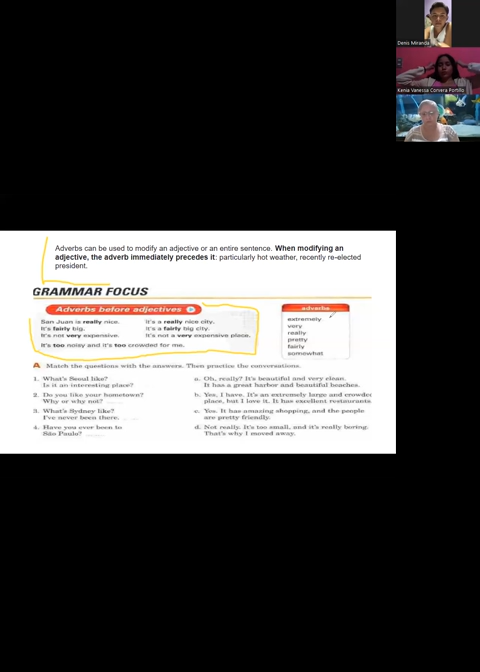 Denis Miranda
Kenia Vanessa Corvera Portillo
Adverbs can be used to modify an adjective or an entire sentence. When modifying an
adjective, the adverb immediately precedes it: particularly hot weather, recently re-elected
president.
GRAMMAR FOCUS
Adverbs before adjectives
San Juan is really nice. It's a really nice city.
It's fairly big. It's a fairly big city.
It's not very expensive. It's not a very expensive place.
It's too noisy and it's too crowded for me.
adverbs
extremely
very
really
pretty
fairly
somewhat
A Match the questions with the answers. Then practice the conversations.
1. What's Seoul like?
Is it an interesting place?
2. Do you like your hometown?
Why or why not? ......
3. What's Sydney like?
I've never been there. ......
4. Have you ever been to
São Paulo? ......
a. Oh, really? It's beautiful and very clean.
It has a great harbor and beautiful beaches.
b. Yes, I have. It's an extremely large and crowded
place, but I love it. It has excellent restaurants
c. Yes. It has amazing shopping, and the people
are pretty friendly.
d. Not really. It's too small, and it's really boring.
That's why I moved away.